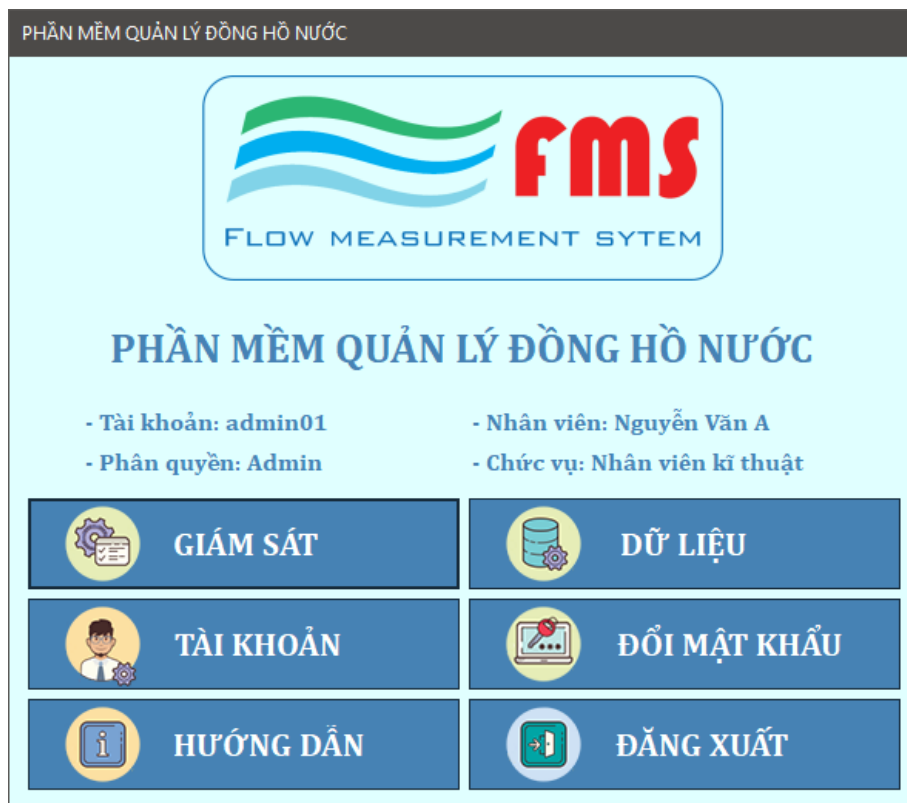 PHẦN MỀM QUẢN LÝ ĐỒNG HỒ NƯỚC
FMS
FLOW MEASUREMENT SYTEM
PHẦN MỀM QUẢN LÝ ĐỒNG HỒ NƯỚC
- Tài khoản: admin01
- Nhân viên: Nguyễn Văn A
- Phân quyền: Admin
- Chức vụ: Nhân viên kĩ thuật
GIÁM SÁT
DỮ LIỆU
TÀI KHOẢN
ĐỔI MẬT KHẨU
HƯỚNG DẪN
ĐĂNG XUẤT